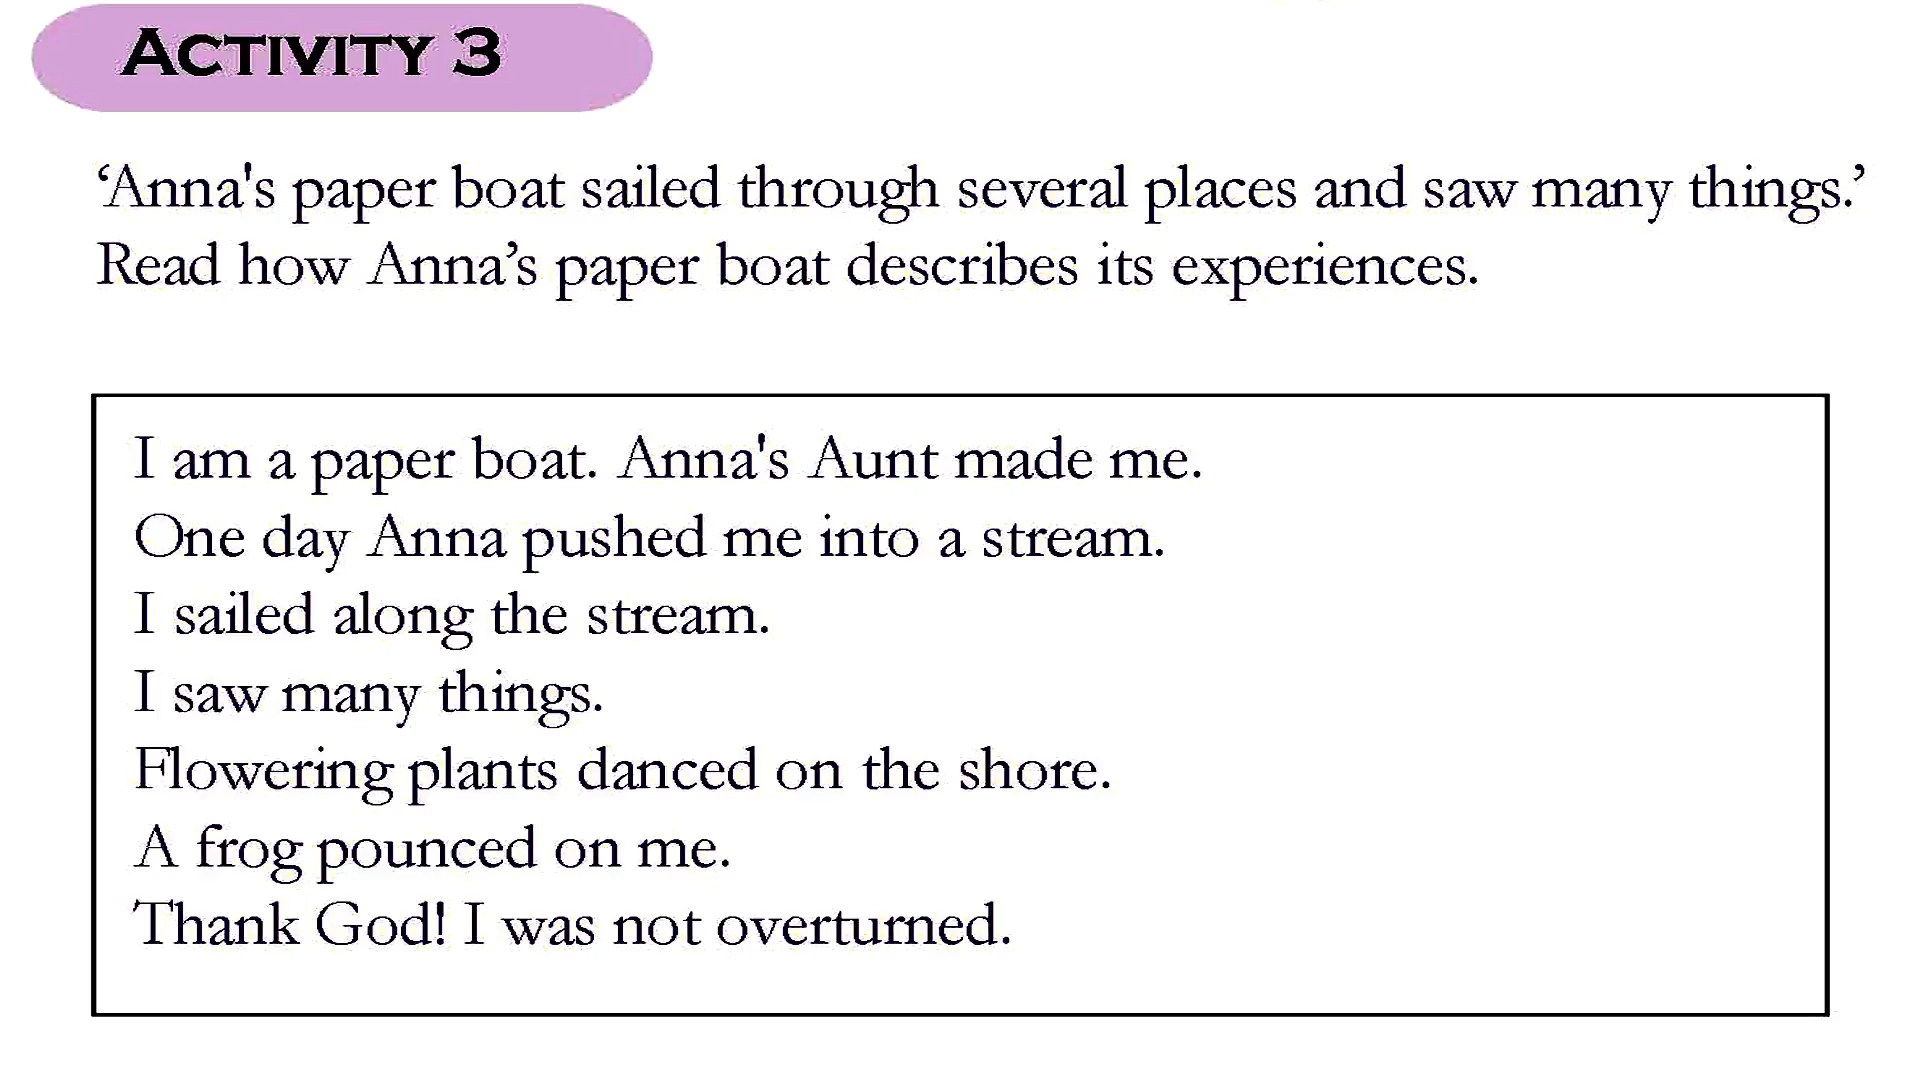 ACTIVITY 3
‘Anna's paper boat sailed through several places and saw many things.’
Read how Anna’s paper boat describes its experiences.
I am a paper boat. Anna's Aunt made me.
One day Anna pushed me into a stream.
I sailed along the stream.
I saw many things.
Flowering plants danced on the shore.
A frog pounced on me.
Thank God! I was not overturned.